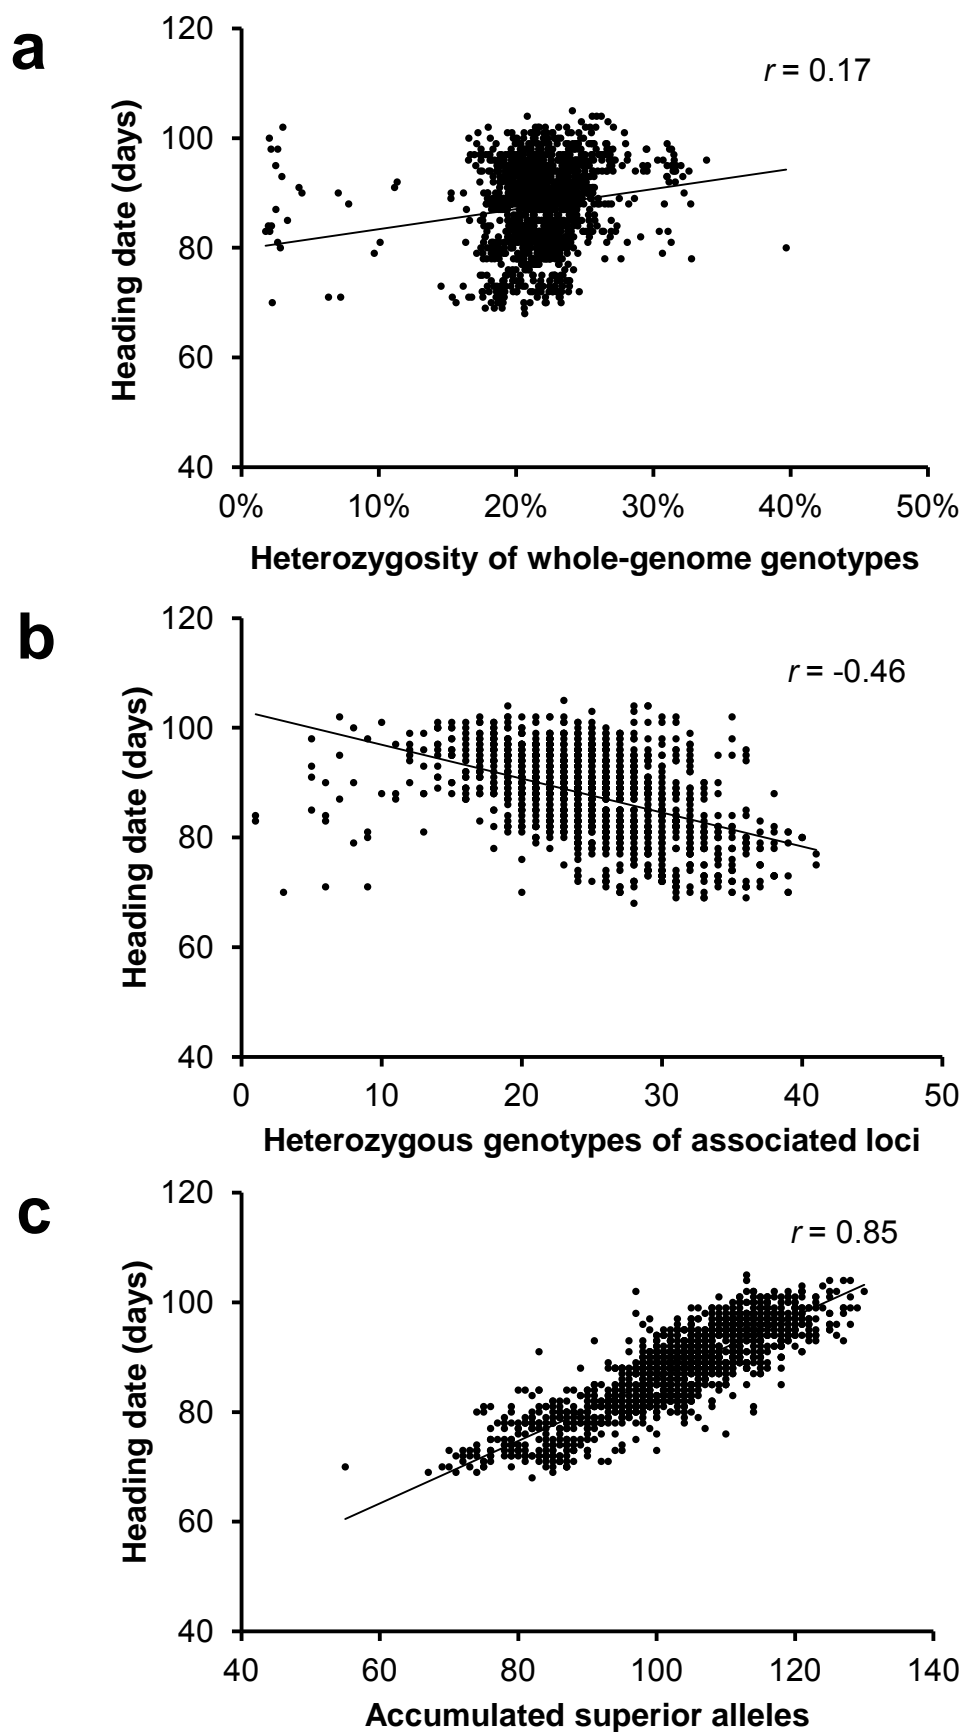 a
120
100
80
60
40
Heading date (days)
r = 0.17
0% 10% 20% 30% 40% 50%
Heterozygosity of whole-genome genotypes
b
120
100
80
60
40
Heading date (days)
r = -0.46
0 10 20 30 40 50
Heterozygous genotypes of associated loci
c
120
100
80
60
40
Heading date (days)
r = 0.85
40 60 80 100 120 140
Accumulated superior alleles